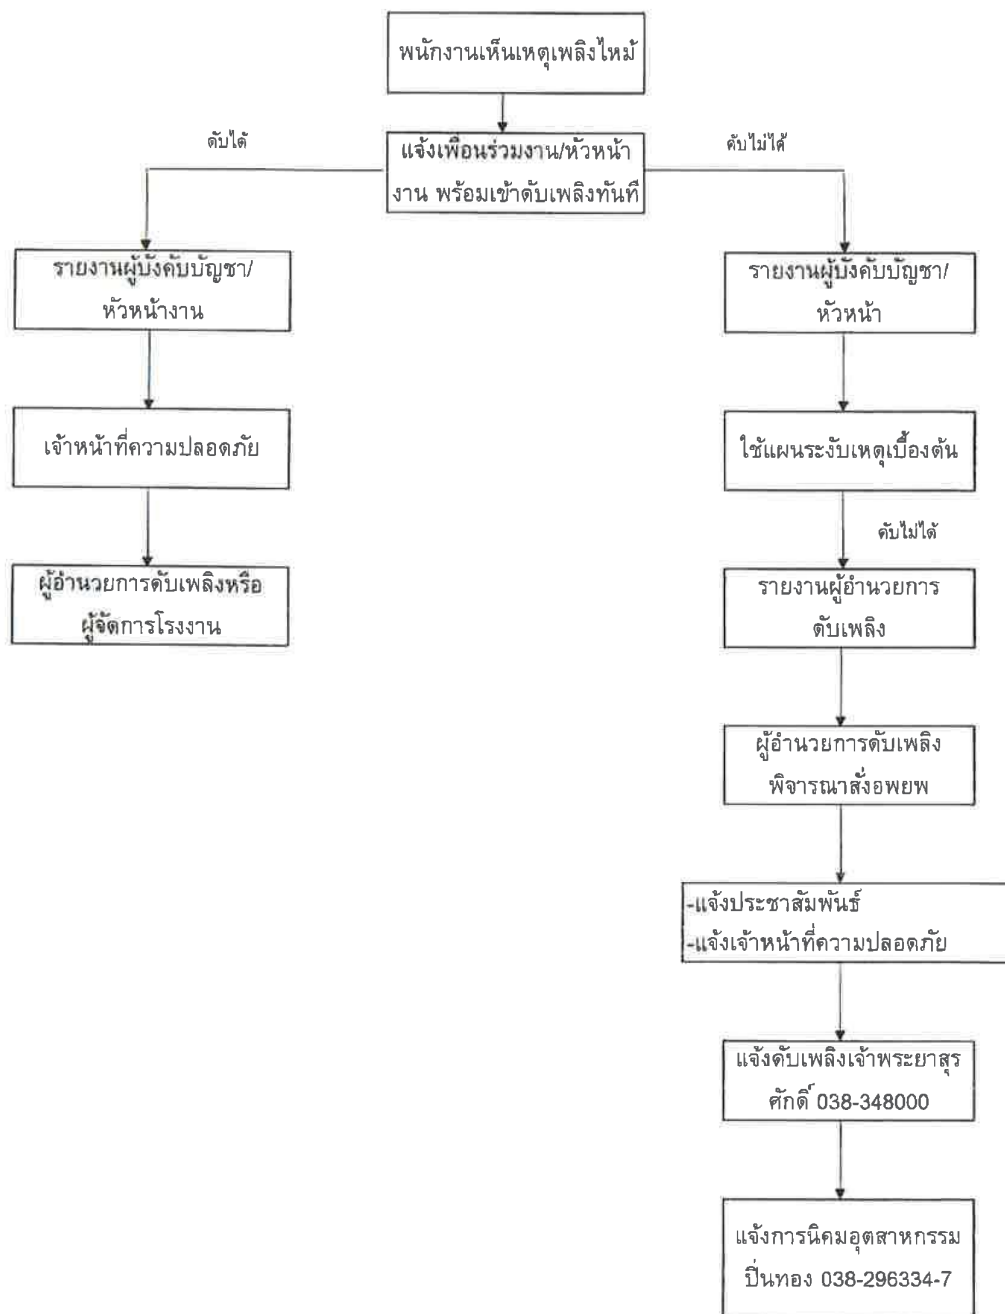 พนักงานเห็นเหตุเพลิงไหม้
ดับได้
แจ้งเพื่อนร่วมงาน/หัวหน้า
งาน พร้อมเข้าดับเพลิงทันที
ดับไม่ได้
รายงานผู้บังคับบัญชา/
หัวหน้างาน
เจ้าหน้าที่ความปลอดภัย
ผู้อำนวยการดับเพลิงหรือ
ผู้จัดการโรงงาน
รายงานผู้บังคับบัญชา/
หัวหน้า
ใช้แผนระงับเหตุเบื้องต้น
ดับไม่ได้
รายงานผู้อำนวยการ
ดับเพลิง
ผู้อำนวยการดับเพลิง
พิจารณาสั่งอพยพ
-แจ้งประชาสัมพันธ์
-แจ้งเจ้าหน้าที่ความปลอดภัย
แจ้งดับเพลิงเจ้าพระยาสุร
ศักดิ์ 038-348000
แจ้งการนิคมอุตสาหกรรม
ปิ่นทอง 038-296334-7